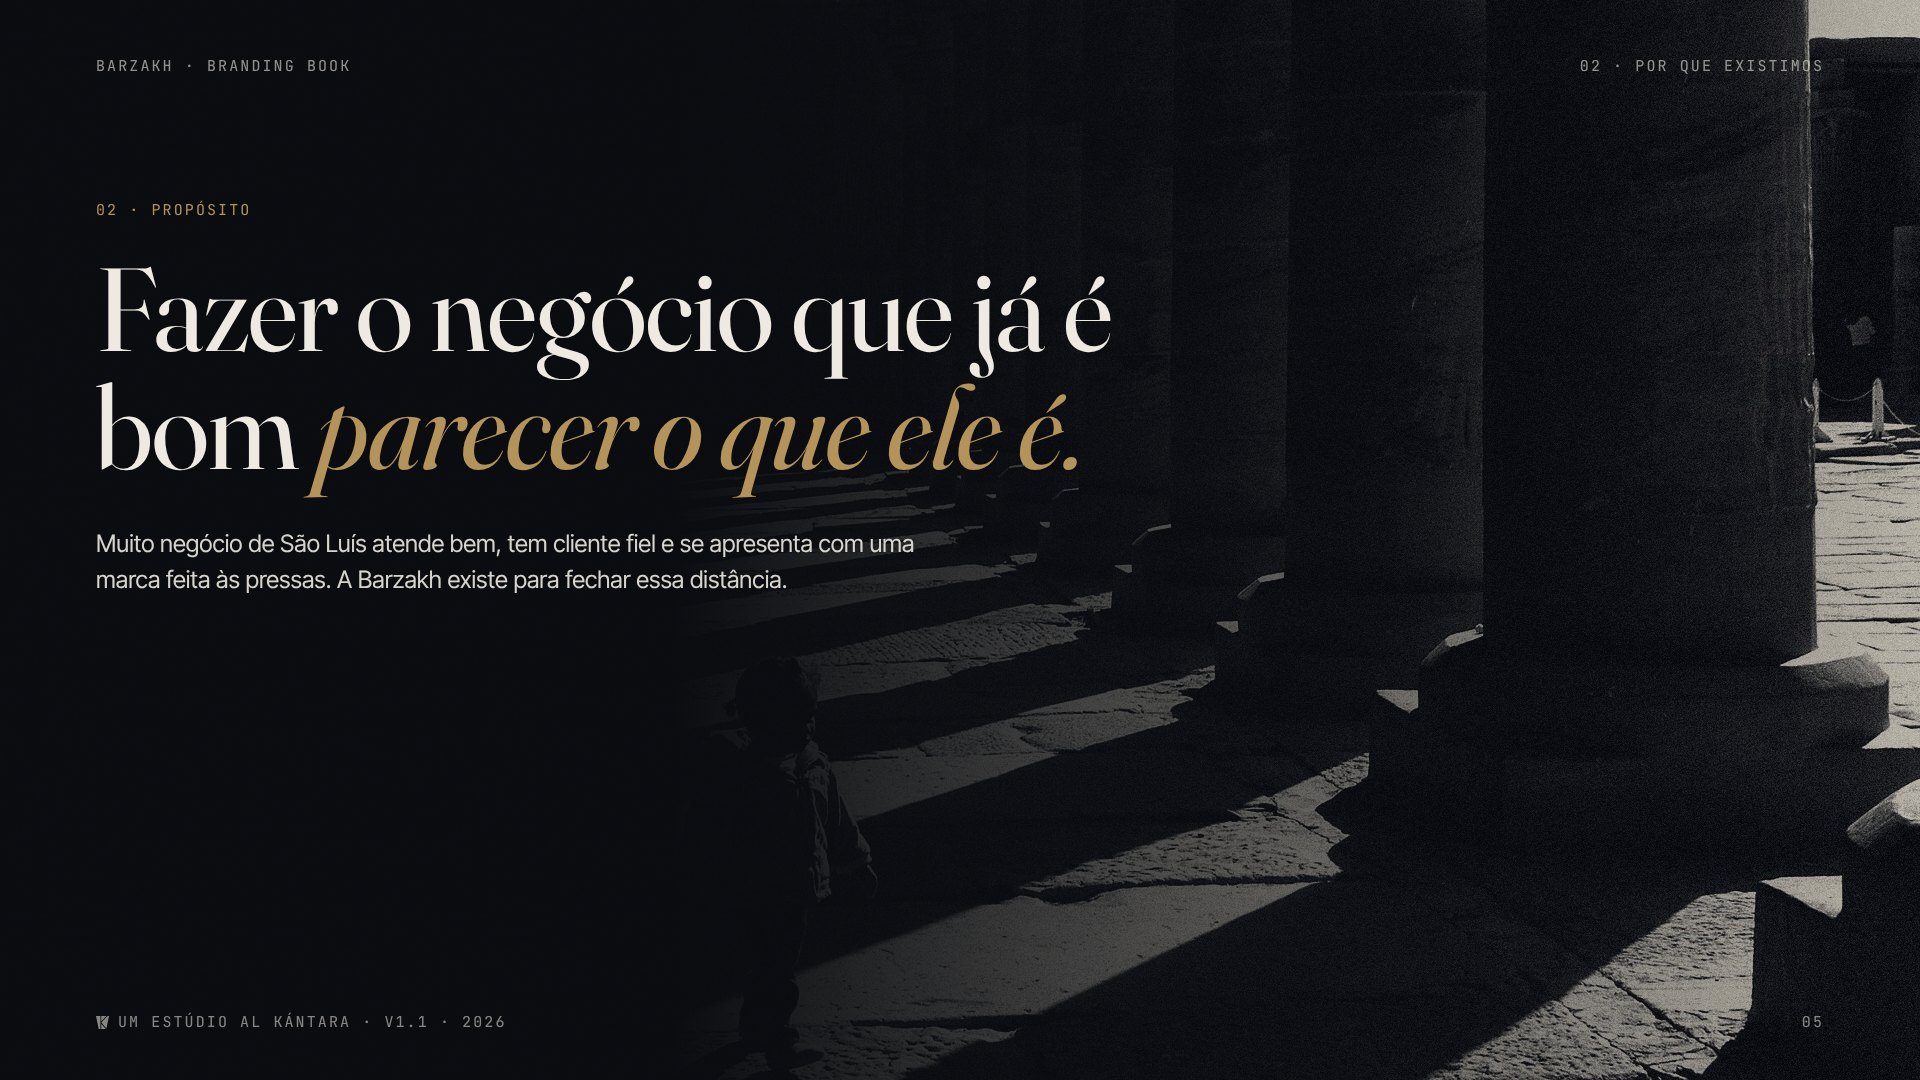 BARZAKH · BRANDING BOOK
02 · POR QUE EXISTIMOS
02 · PROPÓSITO
Fazer o negócio que já é
bom parecer o que ele é.
Muito negócio de São Luís atende bem, tem cliente fiel e se apresenta com uma
marca feita às pressas. A Barzakh existe para fechar essa distância.
UM ESTÚDIO AL KÁNTARA · V1.1 · 2026
05